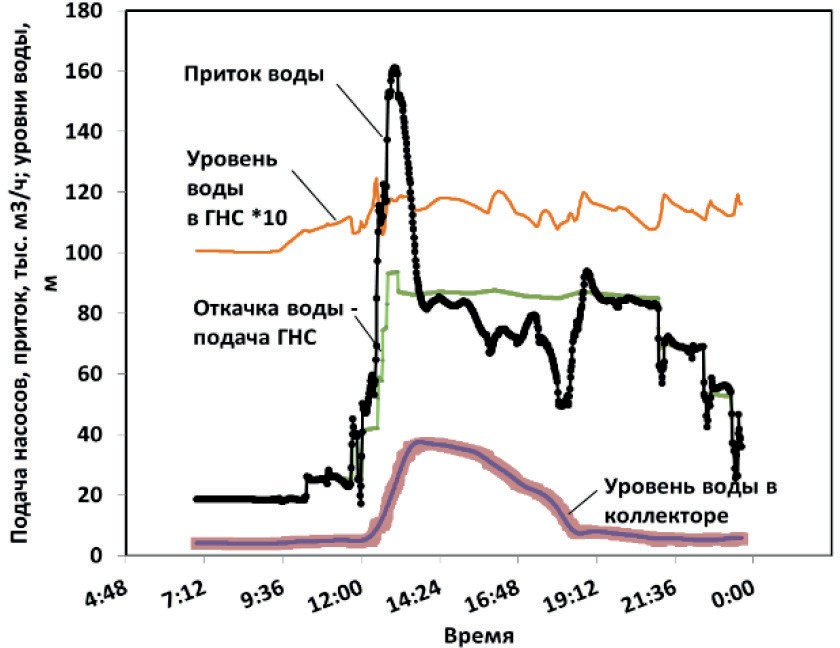 Подача насосов, приток, тыс. м3/ч; уровни воды,
м
180
160
140
120
100
80
60
40
20
0
Приток воды
Уровень
воды
в ГНС *10
Откачка воды -
подача ГНС
Уровень воды в
коллекторе
4:48
7:12
9:36
12:00
14:24
16:48
19:12
21:36
0:00
Время